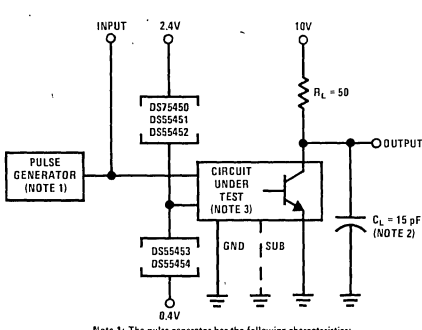 INPUT
2.4V
10V
DS75450
DS55451
DS55452
R_L = 50
OUTPUT
PULSE
GENERATOR
(NOTE 1)
CIRCUIT
UNDER
TEST
(NOTE 3)
C_L = 15 pF
(NOTE 2)
GND
SUB
DS55453
DS55454
0.4V
Note 1: The pulse generator has the following characteristics: